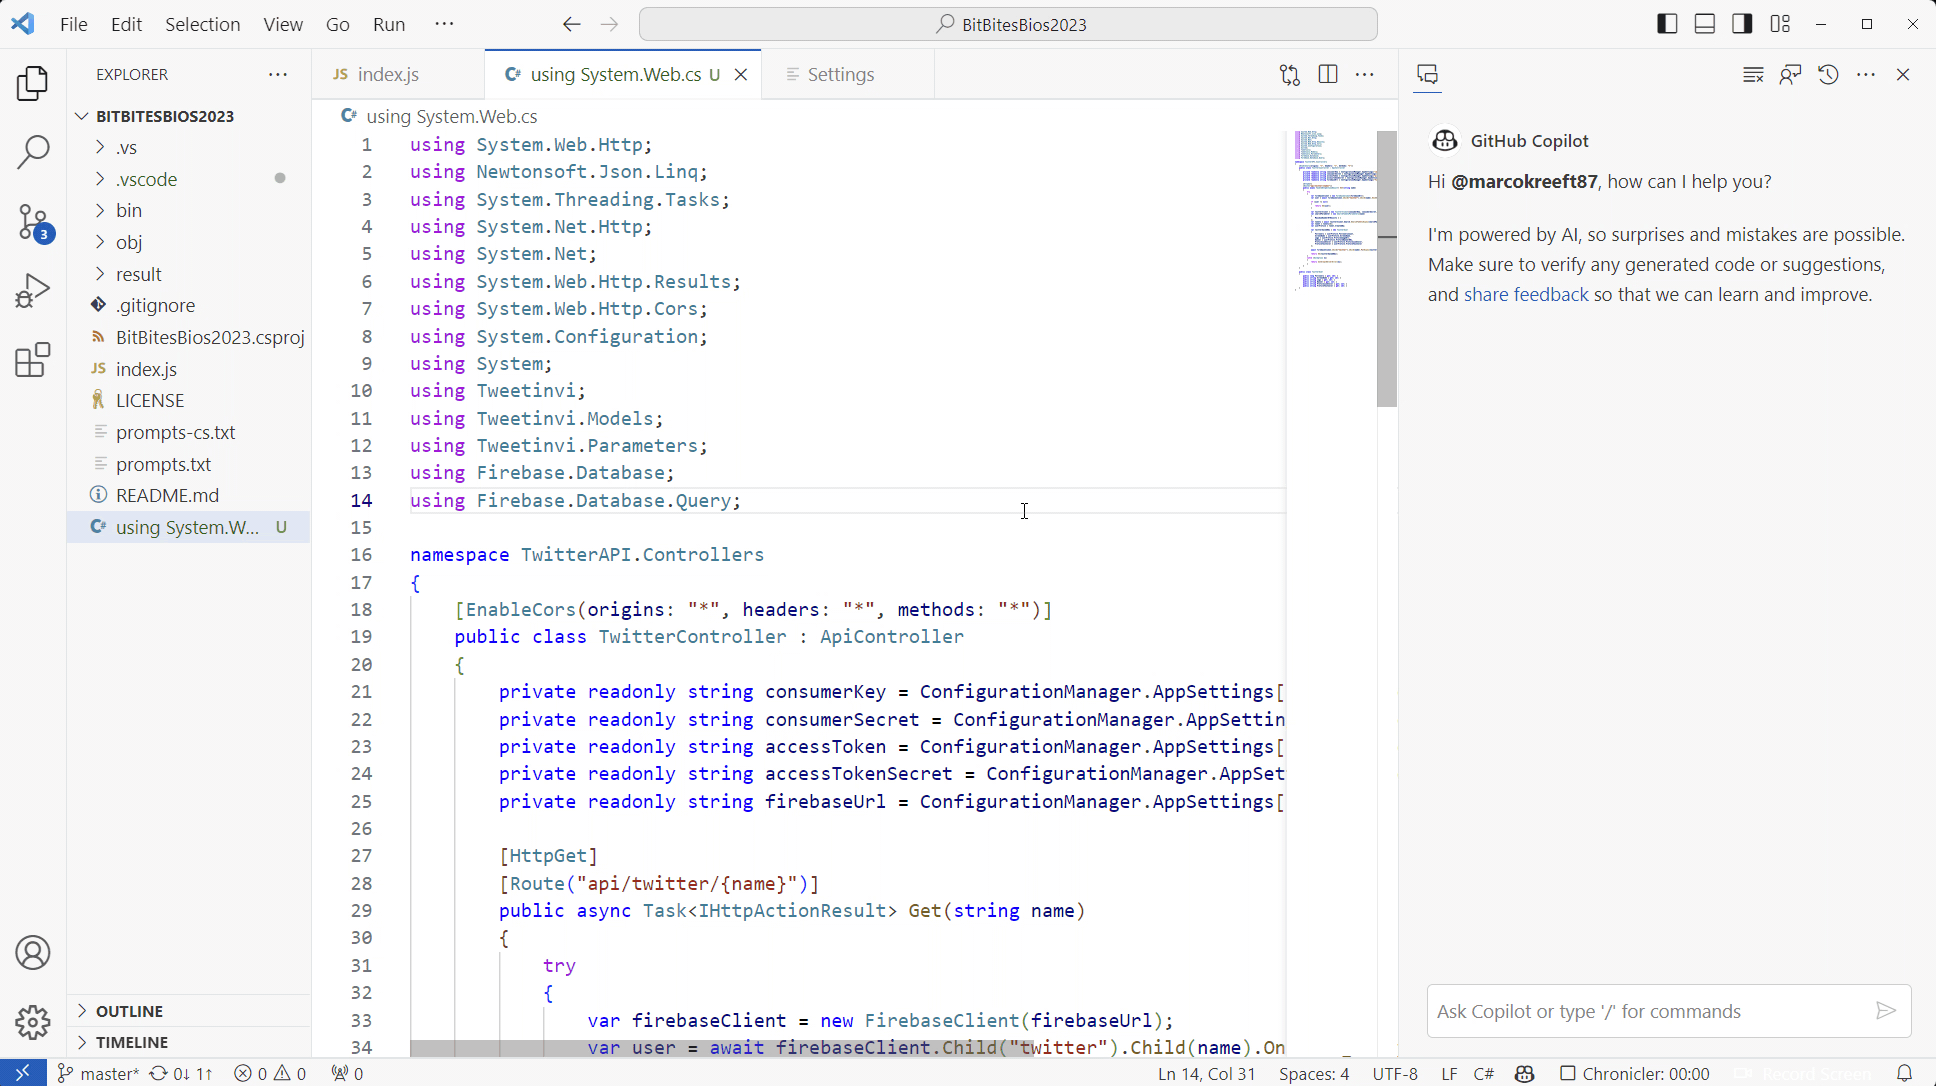 File Edit Selection View Go Run ···
BitBitesBios2023
EXPLORER
BITBITESBIOS2023
.vs
.vscode
bin
obj
result
.gitignore
BitBitesBios2023.csproj
JS index.js
LICENSE
prompts-cs.txt
prompts.txt
README.md
C# using System.W... U
OUTLINE
TIMELINE
JS index.js
C# using System.Web.cs U
Settings
C# using System.Web.cs
1 using System.Web.Http;
2 using Newtonsoft.Json.Linq;
3 using System.Threading.Tasks;
4 using System.Net.Http;
5 using System.Net;
6 using System.Web.Http.Results;
7 using System.Web.Http.Cors;
8 using System.Configuration;
9 using System;
10 using Tweetinvi;
11 using Tweetinvi.Models;
12 using Tweetinvi.Parameters;
13 using Firebase.Database;
14 using Firebase.Database.Query;
15
16 namespace TwitterAPI.Controllers
17 {
18 [EnableCors(origins: "*", headers: "*", methods: "*")]
19 public class TwitterController : ApiController
20 {
21 private readonly string consumerKey = ConfigurationManager.AppSettings[
22 private readonly string consumerSecret = ConfigurationManager.AppSettin
23 private readonly string accessToken = ConfigurationManager.AppSettings[
24 private readonly string accessTokenSecret = ConfigurationManager.AppSet
25 private readonly string firebaseUrl = ConfigurationManager.AppSettings[
26
27 [HttpGet]
28 [Route("api/twitter/{name}")]
29 public async Task<IHttpActionResult> Get(string name)
30 {
31 try
32 {
33 var firebaseClient = new FirebaseClient(firebaseUrl);
34 var user = await firebaseClient.Child("twitter").Child(name).On
GitHub Copilot
Hi @marcokreeft87, how can I help you?
I'm powered by AI, so surprises and mistakes are possible.
Make sure to verify any generated code or suggestions,
and share feedback so that we can learn and improve.
Ask Copilot or type '/' for commands
3
master* 0↓ 1↑ 0 0 0
Ln 14, Col 31 Spaces: 4 UTF-8 LF C# Chronicler: 00:00